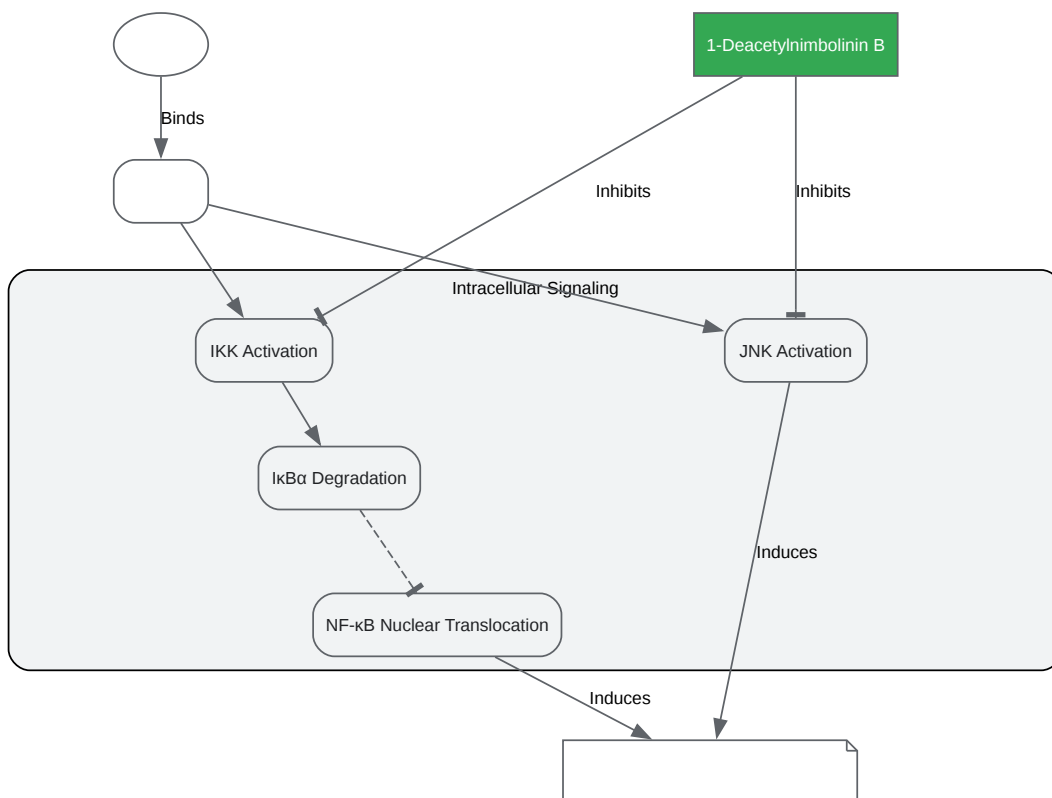 1-Deacetylnimbolinin B
Binds
Inhibits
Inhibits
Intracellular Signaling
IKK Activation
JNK Activation
IκBα Degradation
Induces
NF-κB Nuclear Translocation
Induces